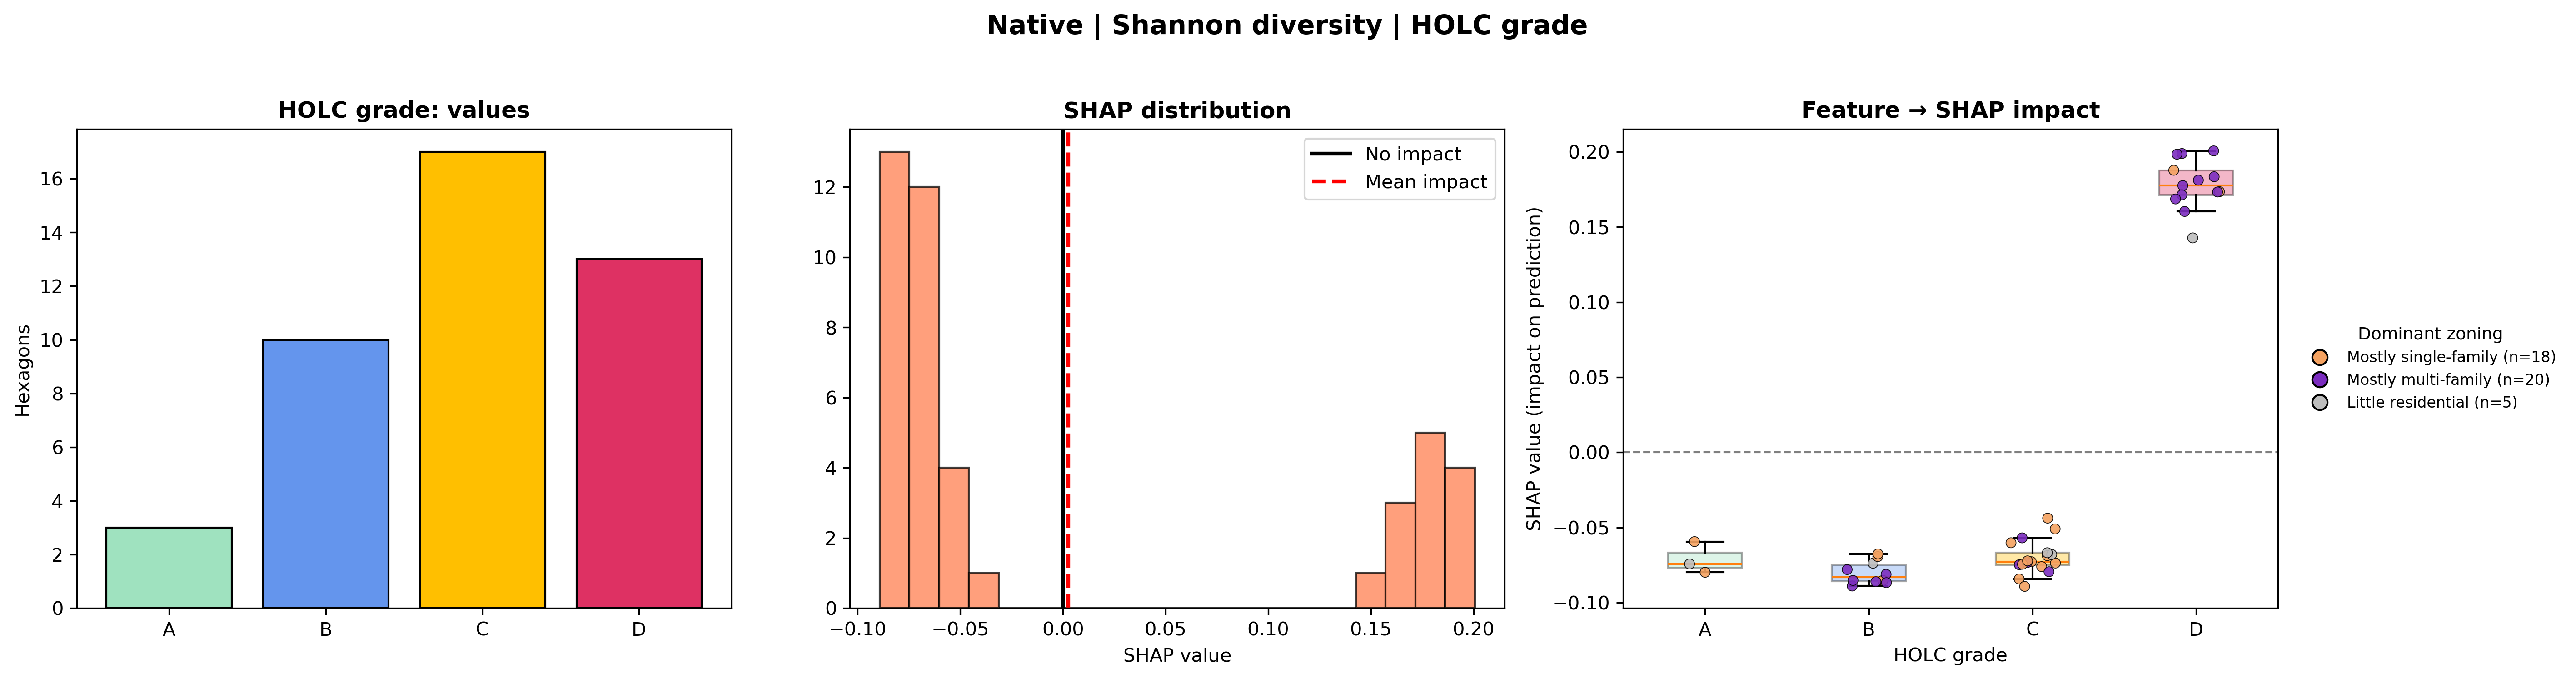 Native | Shannon diversity | HOLC grade
HOLC grade: values
Hexagons
16
14
12
10
8
6
4
2
0
A
B
C
D
SHAP distribution
No impact
Mean impact
12
10
8
6
4
2
0
−0.10
−0.05
0.00
0.05
0.10
0.15
0.20
SHAP value
Feature → SHAP impact
SHAP value (impact on prediction)
0.20
0.15
0.10
0.05
0.00
−0.05
−0.10
A
B
C
D
HOLC grade
Dominant zoning
Mostly single-family (n=18)
Mostly multi-family (n=20)
Little residential (n=5)